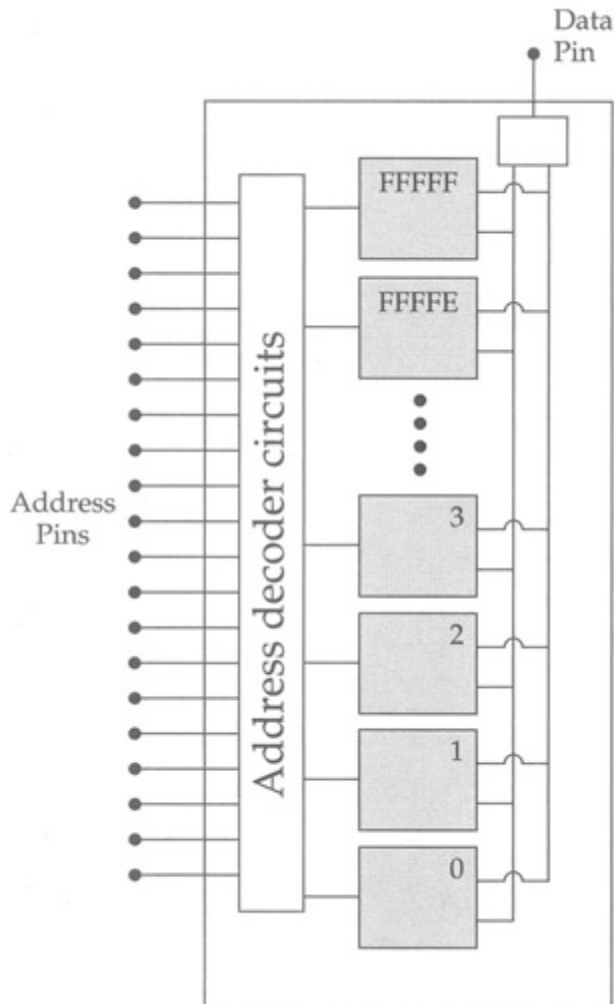 Data
Pin
FFFFF
FFFFE
Address decoder circuits
Address
Pins
3
2
1
0